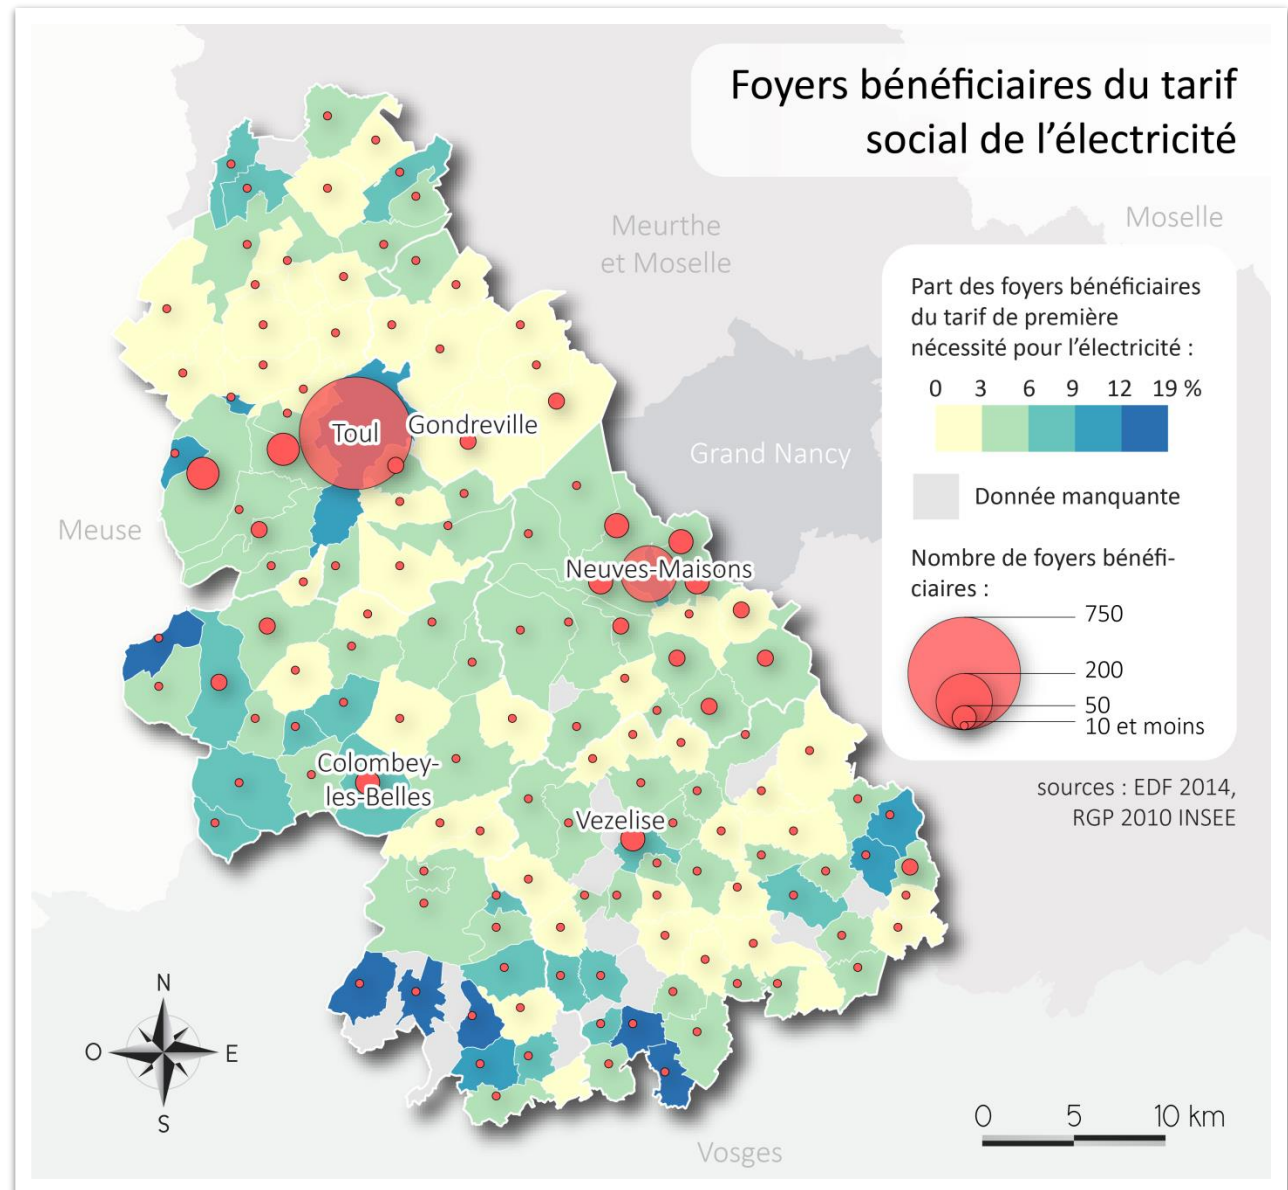 Foyers bénéficiaires du tarif
social de l’électricité
Moselle
Meurthe
et Moselle
Part des foyers bénéficiaires
du tarif de première
nécessité pour l’électricité :
0 3 6 9 12 19 %
Toul
Gondreville
Grand Nancy
Donnée manquante
Meuse
Neuves-Maisons
Nombre de foyers bénéfi-
ciaires :
750
200
50
10 et moins
Colombey-
les-Belles
Vezelise
sources : EDF 2014,
RGP 2010 INSEE
N
O
E
S
0 5 10 km
Vosges